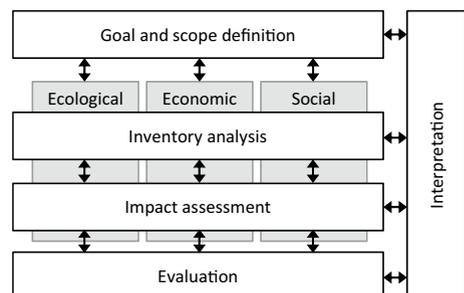 Goal and scope definition
Ecological
Economic
Social
Inventory analysis
Impact assessment
Evaluation
Interpretation